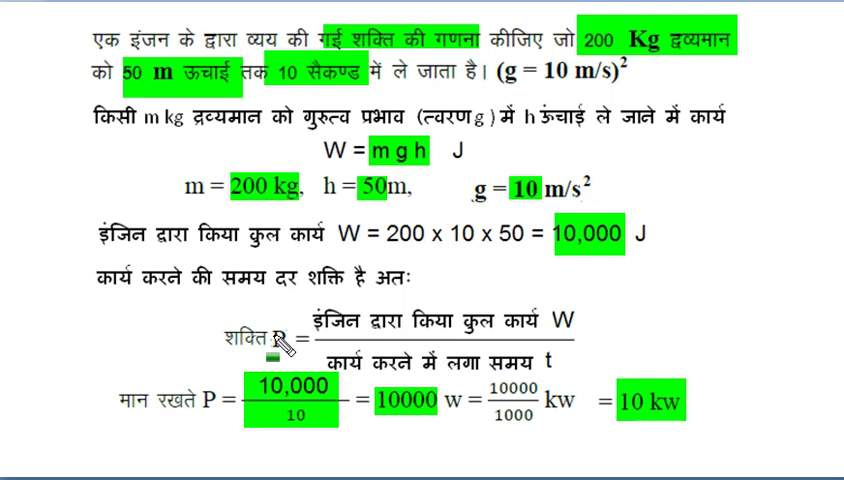 एक इंजन के द्वारा व्यय की गई शक्ति की गणना कीजिए जो 200 Kg द्वव्यमान
को 50 m ऊचाई तक 10 सैकण्ड में ले जाता है। (g = 10 m/s)²
किसी m kg द्रव्यमान को गुरुत्व प्रभाव (त्वरण g ) में h ऊंचाई ले जाने में कार्य
W = m g h J
m = 200 kg, h = 50m, g = 10 m/s²
इंजिन द्वारा किया कुल कार्य W = 200 x 10 x 50 = 10,000 J
कार्य करने की समय दर शक्ति है अतः
शक्ति P = इंजिन द्वारा किया कुल कार्य W
कार्य करने में लगा समय t
मान रखते P = 10,000 / 10 = 10000 w = 10000 / 1000 kw = 10 kw